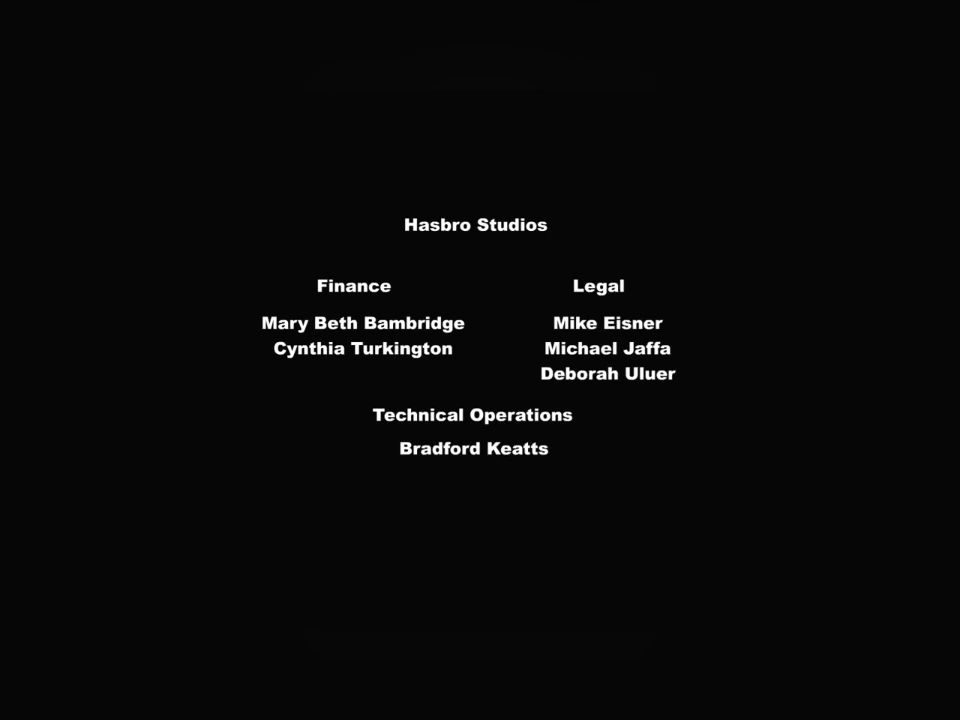 Hasbro Studios
Finance
Mary Beth Bambridge
Cynthia Turkington
Legal
Mike Eisner
Michael Jaffa
Deborah Uluer
Technical Operations
Bradford Keatts